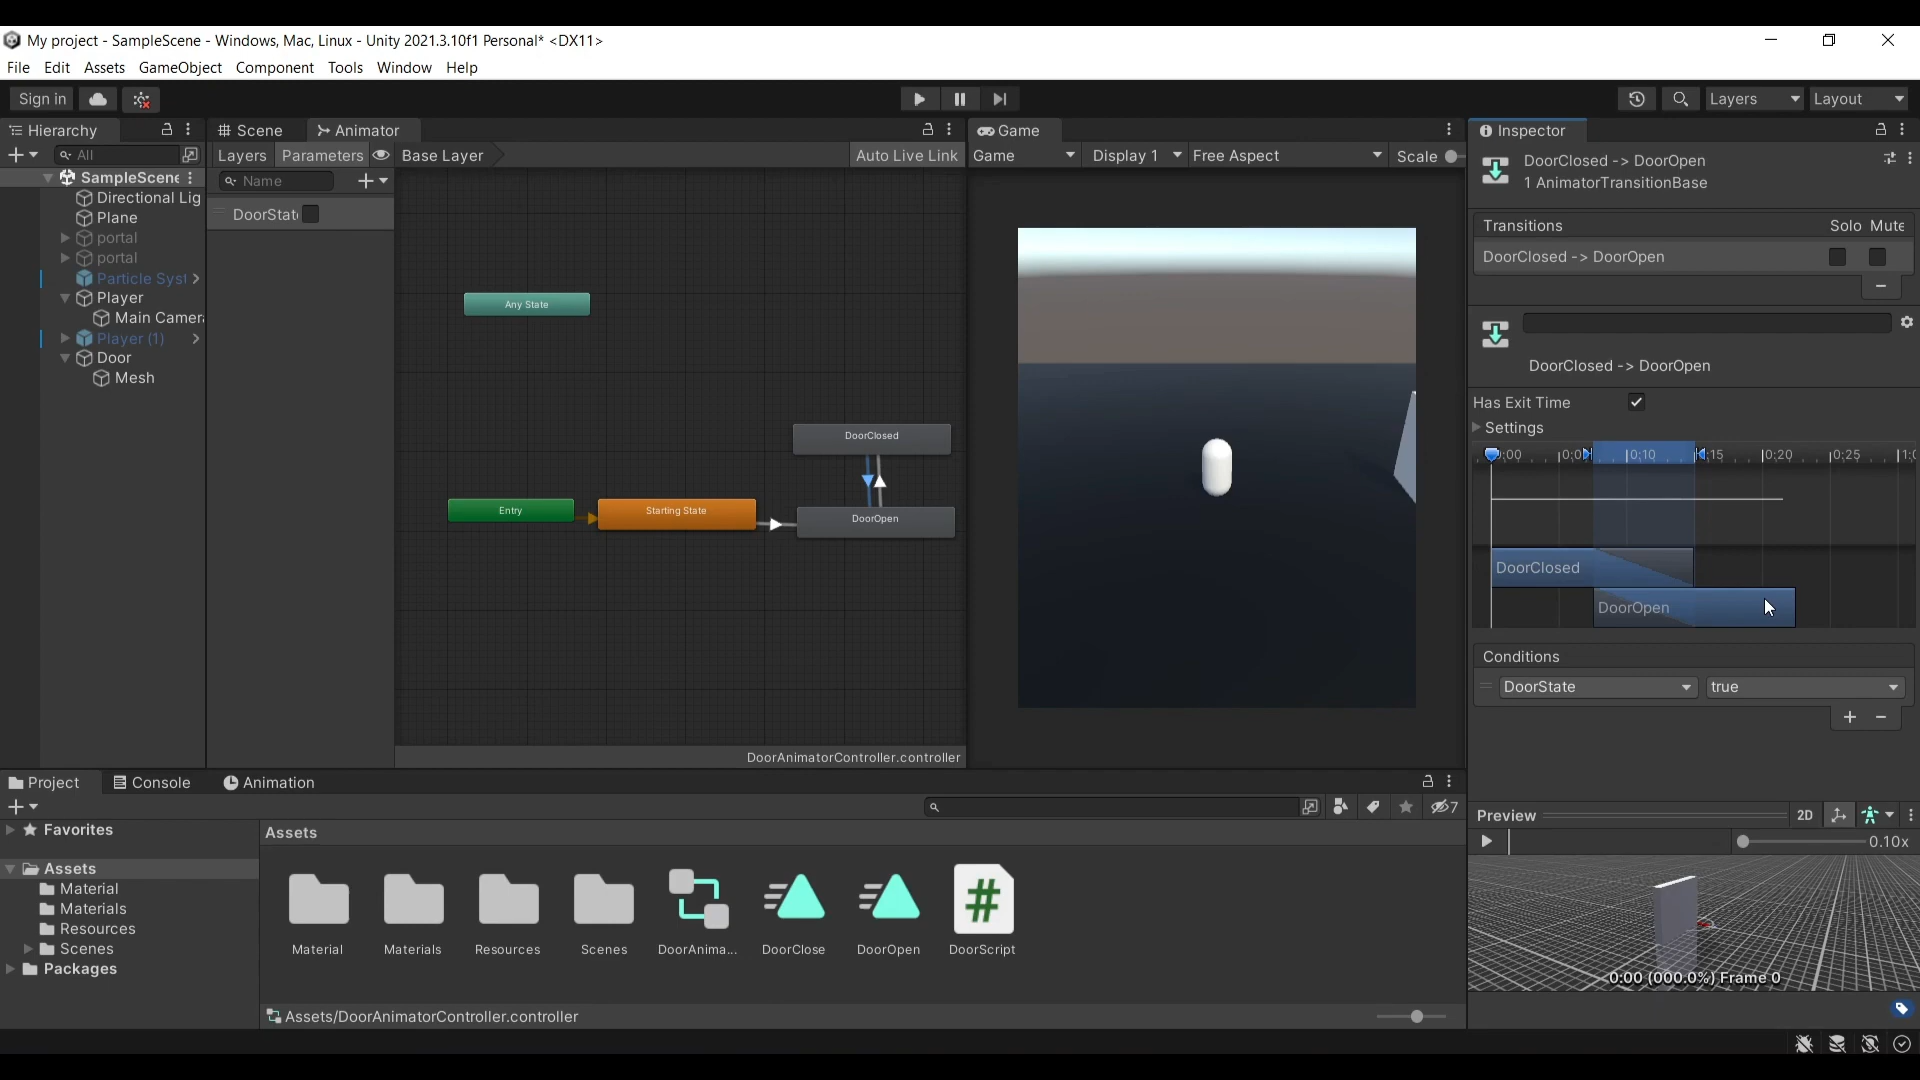 My project - SampleScene - Windows, Mac, Linux - Unity 2021.3.10f1 Personal* <DX11>
File Edit Assets GameObject Component Tools Window Help
Sign in
Layers
Layout
Hierarchy
All
SampleScene
Directional Lig
Plane
portal
portal
Particle Syst
Player
Main Camer
Player (1)
Door
Mesh
Scene
Animator
Layers Parameters
Base Layer
Auto Live Link
Name
DoorStat
Any State
DoorClosed
Entry
Starting State
DoorOpen
DoorAnimatorController.controller
Game
Game
Display 1
Free Aspect
Scale
Inspector
DoorClosed -> DoorOpen
1 AnimatorTransitionBase
Transitions Solo Mute
DoorClosed -> DoorOpen
DoorClosed -> DoorOpen
Has Exit Time
Settings
:00 0:0 0:10 :15 0:20 0:25 1:0
DoorClosed
DoorOpen
Conditions
DoorState true
Preview
2D
0.10x
0:00 (000.0%) Frame 0
Project
Console
Animation
7
Favorites
Assets
Material
Materials
Resources
Scenes
Packages
Assets
Material
Materials
Resources
Scenes
DoorAnima...
DoorClose
DoorOpen
DoorScript
Assets/DoorAnimatorController.controller